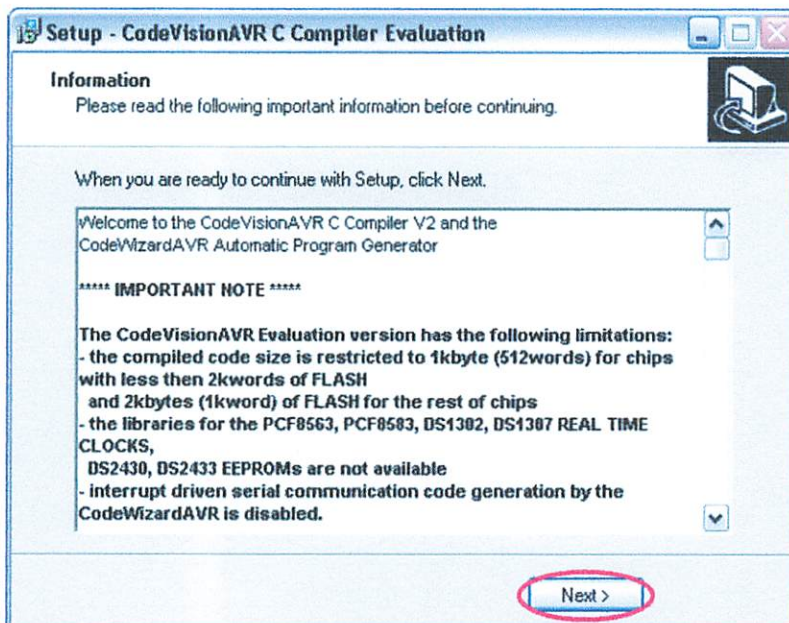 Setup - CodeVisionAVR C Compiler Evaluation
Information
Please read the following important information before continuing.
When you are ready to continue with Setup, click Next.
Welcome to the CodeVisionAVR C Compiler V2 and the
CodeWizardAVR Automatic Program Generator
***** IMPORTANT NOTE *****
The CodeVisionAVR Evaluation version has the following limitations:
- the compiled code size is restricted to 1kbyte (512words) for chips
with less then 2kwords of FLASH
and 2kbytes (1kword) of FLASH for the rest of chips
- the libraries for the PCF8563, PCF8583, DS1302, DS1307 REAL TIME
CLOCKS,
DS2430, DS2433 EEPROMs are not available
- interrupt driven serial communication code generation by the
CodeWizardAVR is disabled.
Next >